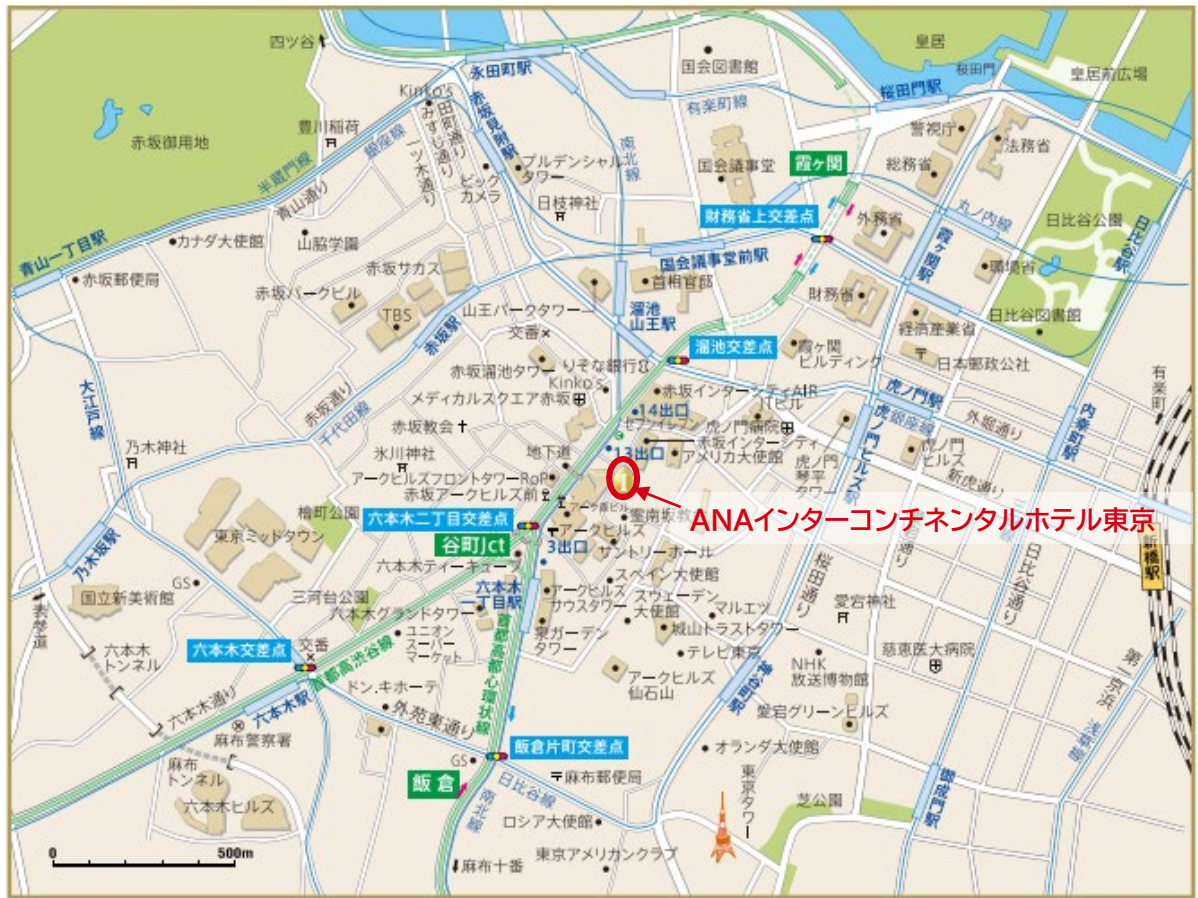 四ツ谷
永田町駅
国会図書館
皇居
桜田門
皇居前広場
Kinko's
有楽町線
桜田門駅
豊川稲荷
銀座線
田町通り
みすじ通り
一ツ木通り
赤坂見附駅
南北線
警視庁
法務省
赤坂御用地
半蔵門線
ビックカメラ
プルデンシャルタワー
国会議事堂
霞ヶ関
総務省
青山通り
日枝神社
財務省上交差点
外務省
丸ノ内線
日比谷公園
日比谷駅
青山一丁目駅
カナダ大使館
山脇学園
国会議事堂前駅
霞ヶ関駅
環境省
赤坂郵便局
赤坂サカス
首相官邸
財務省
赤坂パークビル
TBS
山王パークタワー
溜池
山王駅
経済産業省
日比谷図書館
赤坂駅
交番
溜池交差点
霞ヶ関
ビルディング
日本郵政公社
りそな銀行
赤坂溜池タワー
Kinko's
有楽町
大江戸線
赤坂通り
千代田線
メディカルスクエア赤坂
赤坂インターシティAIR
虎ノ門駅
外堀通り
内幸町駅
14出口
セブンイレブン
虎ノ門病院
銀座線
乃木神社
赤坂教会
地下道
13出口
赤坂インターシティ
アメリカ大使館
虎ノ門
琴平
タワー
虎ノ門ヒルズ駅
虎ノ門
ヒルズ
新虎通り
氷川神社
アークヒルズフロントタワーRoP
赤坂アークヒルズ前
1
檜町公園
六本木二丁目交差点
霊南坂教会
ANAインターコンチネンタルホテル東京
谷町Jct
アークヒルズ
3出口
サントリーホール
新橋駅
乃木坂駅
東京ミッドタウン
六本木ティーキューブ
スペイン大使館
桜田通り
日比谷通り
GS
国立新美術館
三河台公園
六本木
一丁目駅
アークヒルズ
サウスタワー
スウェーデン
大使館
マルエツ
愛宕神社
表参道
六本木グランドタワー
泉ガーデン
タワー
城山トラストタワー
六本木
トンネル
六本木交差点
交番
ユニオン
スーパー
マーケット
首都高都心環状線
テレビ東京
NHK
放送博物館
慈恵医大病院
第一京浜
首都高渋谷線
アークヒルズ
仙石山
神谷町駅
六本木通り
六本木駅
ドン.キホーテ
外苑東通り
愛宕グリーンヒルズ
浅草線
麻布警察署
飯倉片町交差点
オランダ大使館
麻布
トンネル
GS
飯倉
麻布郵便局
日比谷線
東京タワー
御成門駅
六本木ヒルズ
南北線
ロシア大使館
芝公園
0
500m
麻布十番
東京アメリカンクラブ